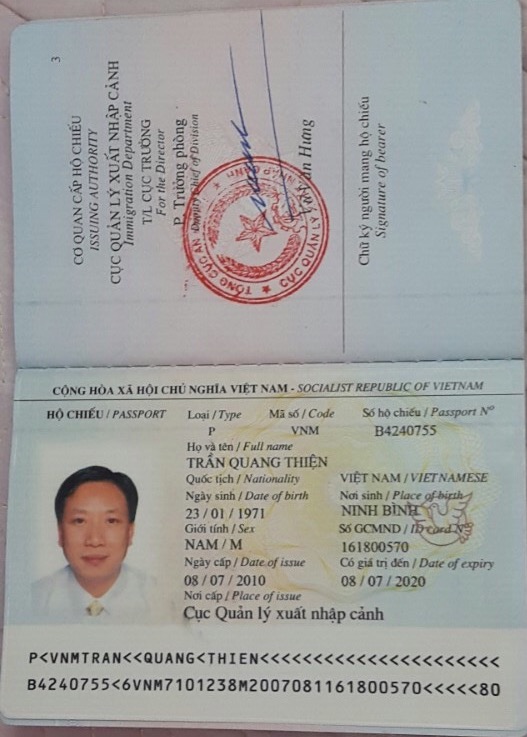 3
CƠ QUAN CẤP HỘ CHIẾU
ISSUING AUTHORITY
CỤC QUẢN LÝ XUẤT NHẬP CẢNH
Immigration Department
T/L CỤC TRƯỞNG
For the Director
P. Trưởng phòng
Deputy Chief of Division
Văn Hưng
TỔNG CỤC AN
CỤC QUẢN LÝ
Chữ ký người mang hộ chiếu
Signature of bearer
CỘNG HÒA XÃ HỘI CHỦ NGHĨA VIỆT NAM - SOCIALIST REPUBLIC OF VIETNAM
HỘ CHIẾU / PASSPORT Loại / Type Mã số / Code Số hộ chiếu / Passport Nº
P VNM B4240755
Họ và tên / Full name
TRẦN QUANG THIỆN
Quốc tịch / Nationality VIỆT NAM / VIETNAMESE
Ngày sinh / Date of birth Nơi sinh / Place of birth
23 / 01 / 1971 NINH BÌNH
Giới tính / Sex Số GCMND / ID card Nº
NAM / M 161800570
Ngày cấp / Date of issue Có giá trị đến / Date of expiry
08 / 07 / 2010 08 / 07 / 2020
Nơi cấp / Place of issue
Cục Quản lý xuất nhập cảnh
P<VNMTRAN<<QUANG<THIEN<<<<<<<<<<<<<<<<<<<<<<
B4240755<6VNM7101238M2007081161800570<<<<<80